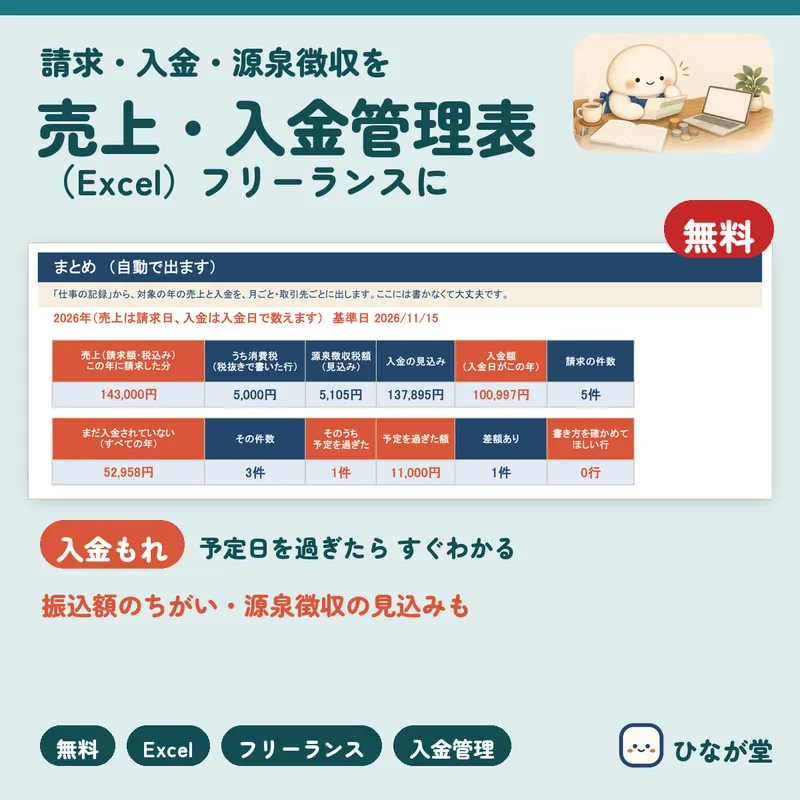 請求・入金・源泉徴収を
売上・入金管理表
（Excel）フリーランスに
無料
まとめ （自動で出ます）
「仕事の記録」から、対象の年の売上と入金を、月ごと・取引先ごとに出します。ここには書かなくて大丈夫です。
2026年（売上は請求日、入金は入金日で数えます） 基準日 2026/11/15
売上（請求額・税込み）
この年に請求した分
うち消費税
（税抜きで書いた行）
源泉徴収税額
（見込み）
入金の見込み
入金額
（入金日がこの年）
請求の件数
143,000円 5,000円 5,105円 137,895円 100,997円 5件
まだ入金されていない
（すべての年）
その件数
そのうち
予定を過ぎた
予定を過ぎた額
差額あり
書き方を確かめて
ほしい行
52,958円 3件 1件 11,000円 1件 0行
入金もれ 予定日を過ぎたら すぐわかる
振込額のちがい・源泉徴収の見込みも
無料 Excel フリーランス 入金管理
ひなが堂